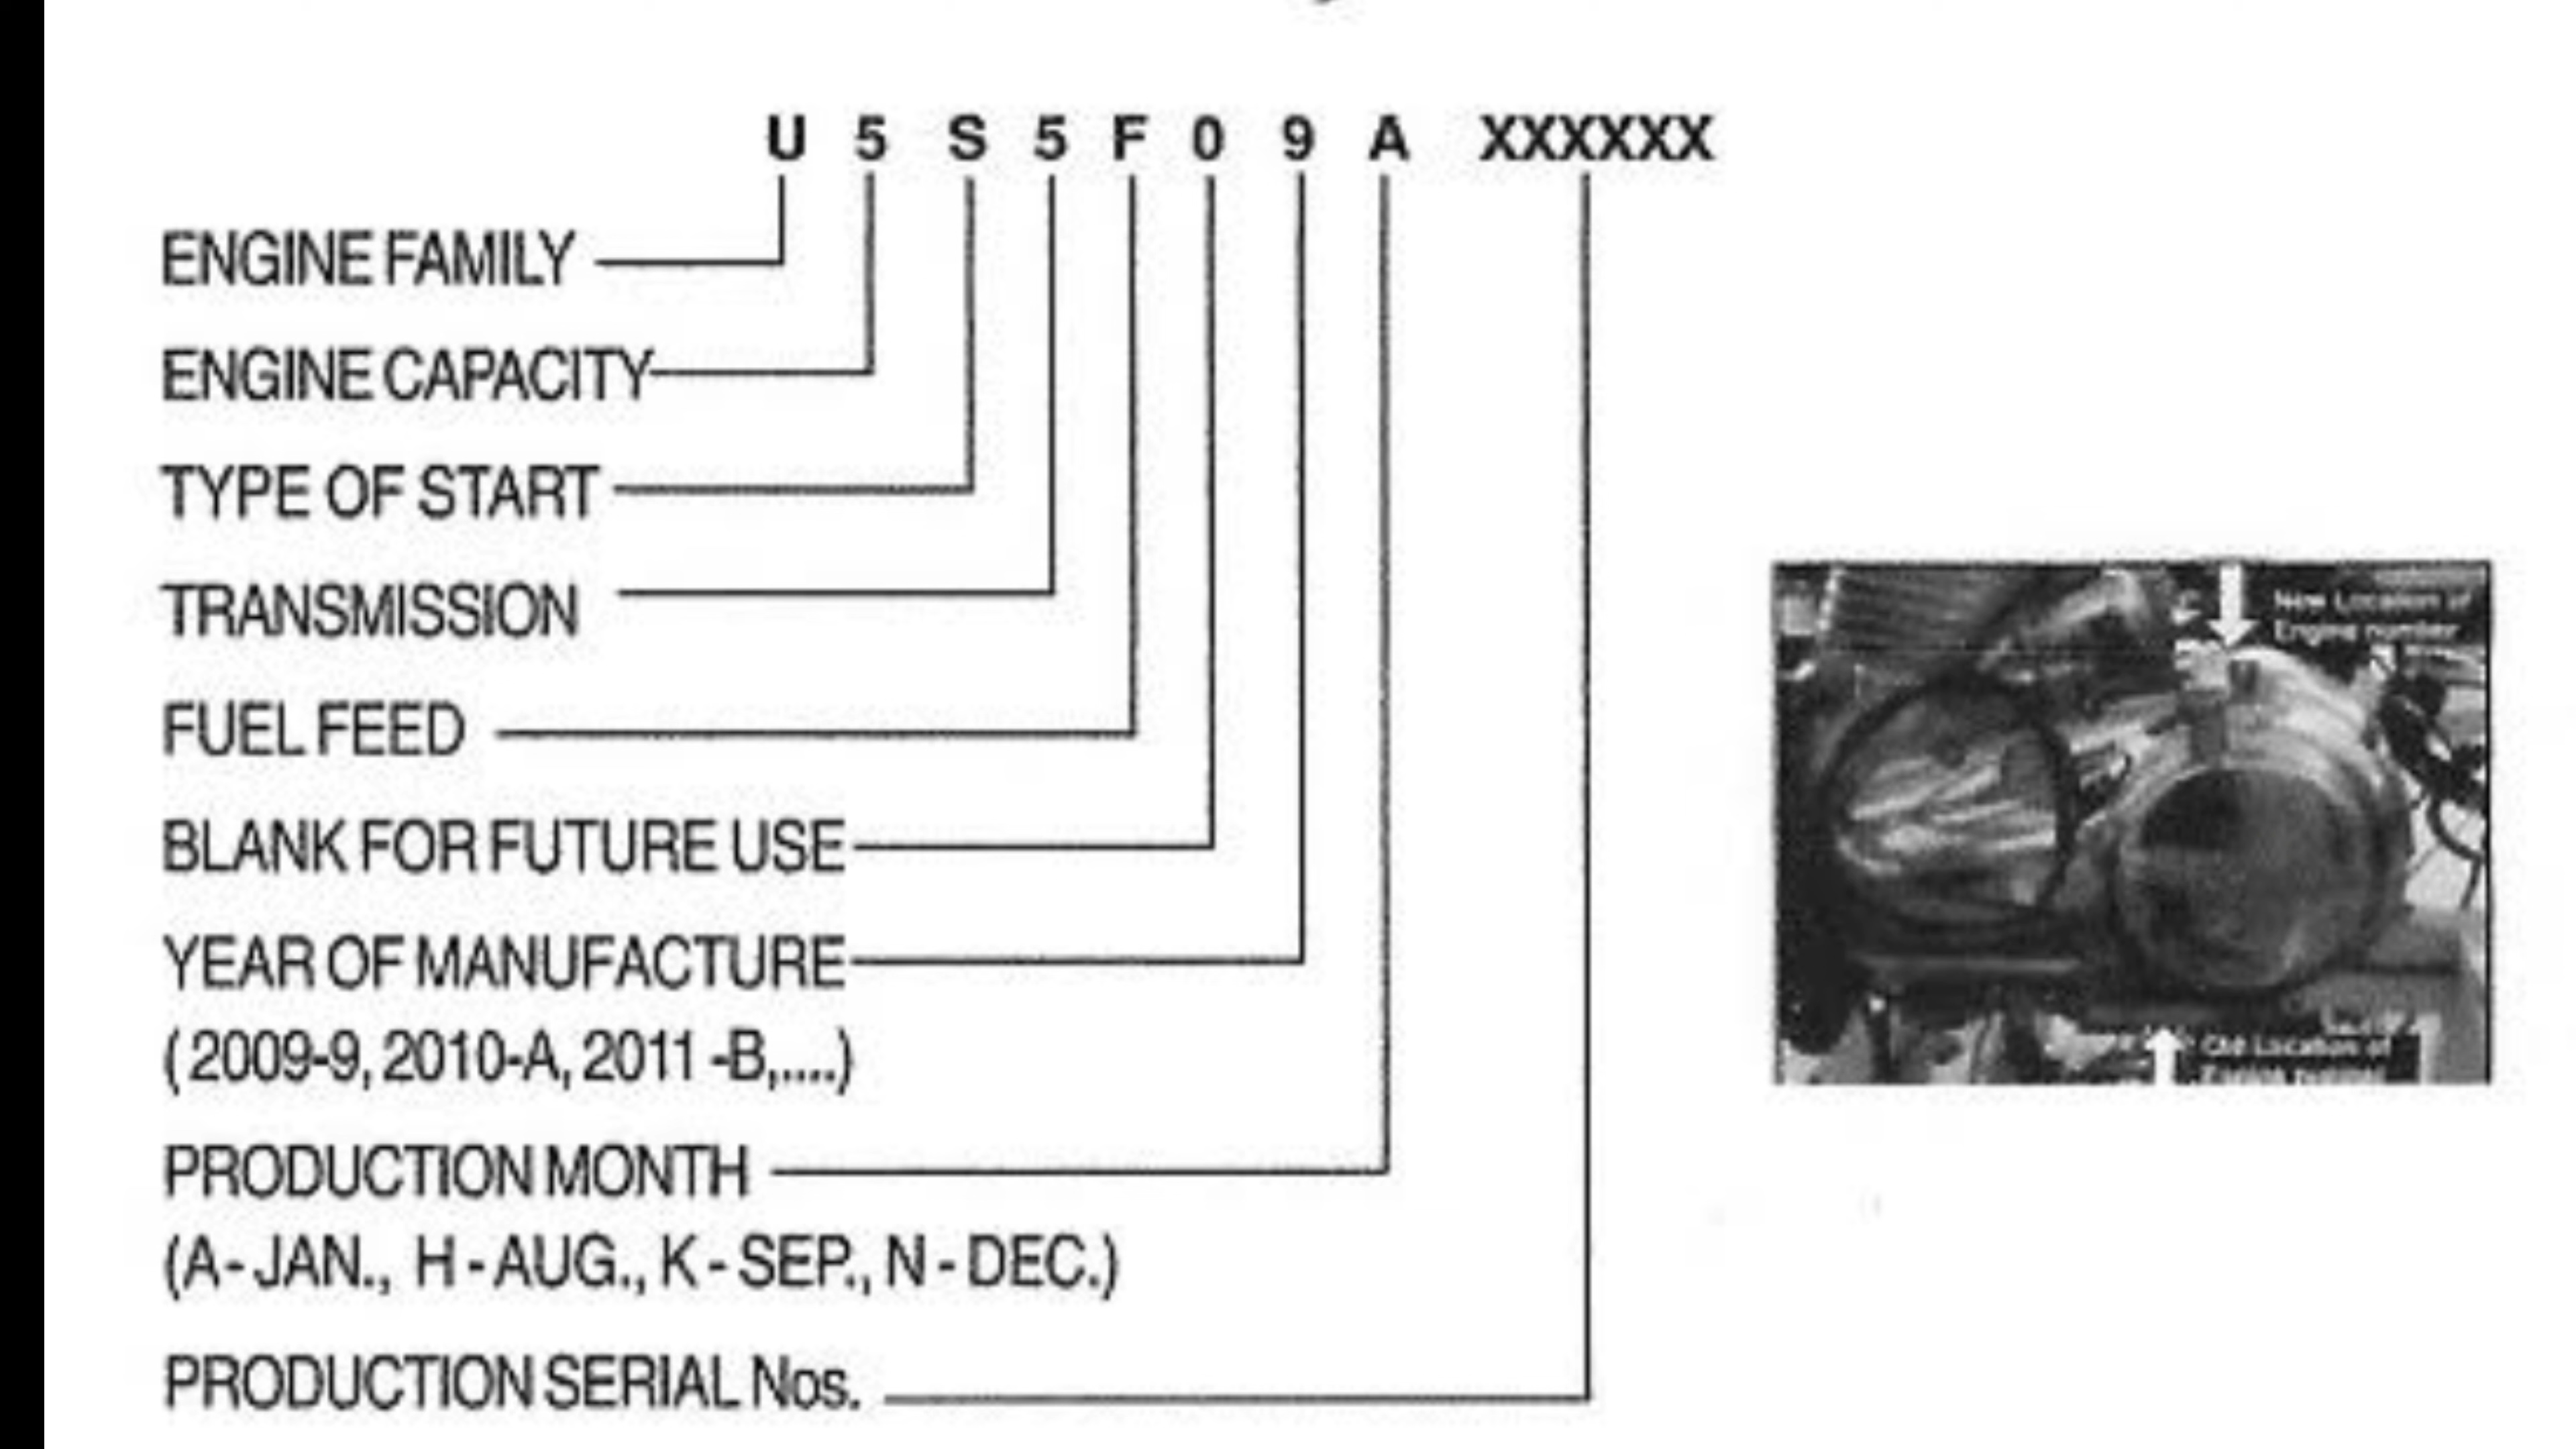 U 5 S 5 F 0 9 A XXXXXX
ENGINE FAMILY
ENGINE CAPACITY
TYPE OF START
TRANSMISSION
FUEL FEED
BLANK FOR FUTURE USE
YEAR OF MANUFACTURE
(2009-9, 2010-A, 2011 -B,....)
PRODUCTION MONTH
(A- JAN., H - AUG., K - SEP., N - DEC.)
PRODUCTION SERIAL Nos.
New Location of
Engine number
Old Location of
Engine number